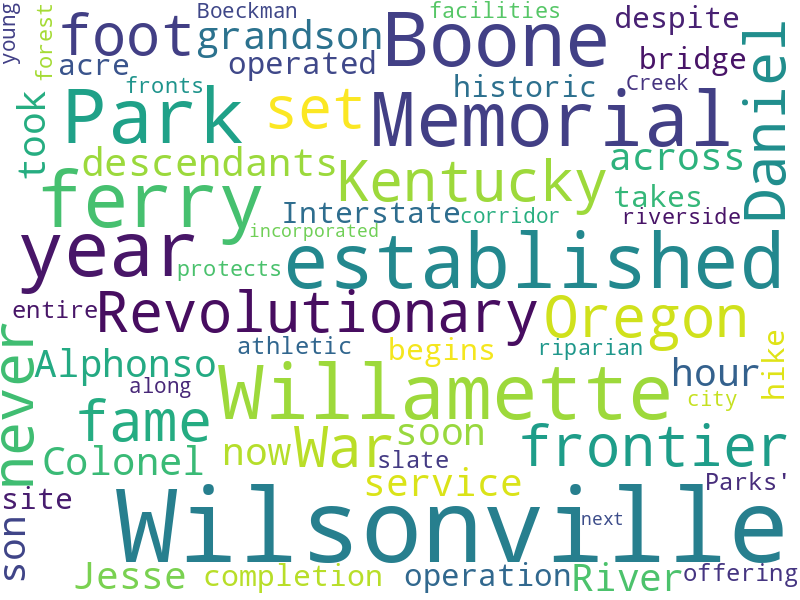 young
forest
Boeckman
foot
grandson
Boone
facilities
despite
bridge
acre
operated
fronts
historic
Creek
Daniel
took
Park
set
Memorial
descendants
Kentucky
across
takes
ferry
Interstate
corridor
riverside
incorporated
year
protects
established
entire
Revolutionary
Oregon
never
athletic
begins
riparian
hike
Alphonso
along
Willamette
hour
city
fame
now
War
soon
frontier
Colonel
slate
service
Parks'
site
son
Wilsonville
next
Jesse
completion
operation
River
offering